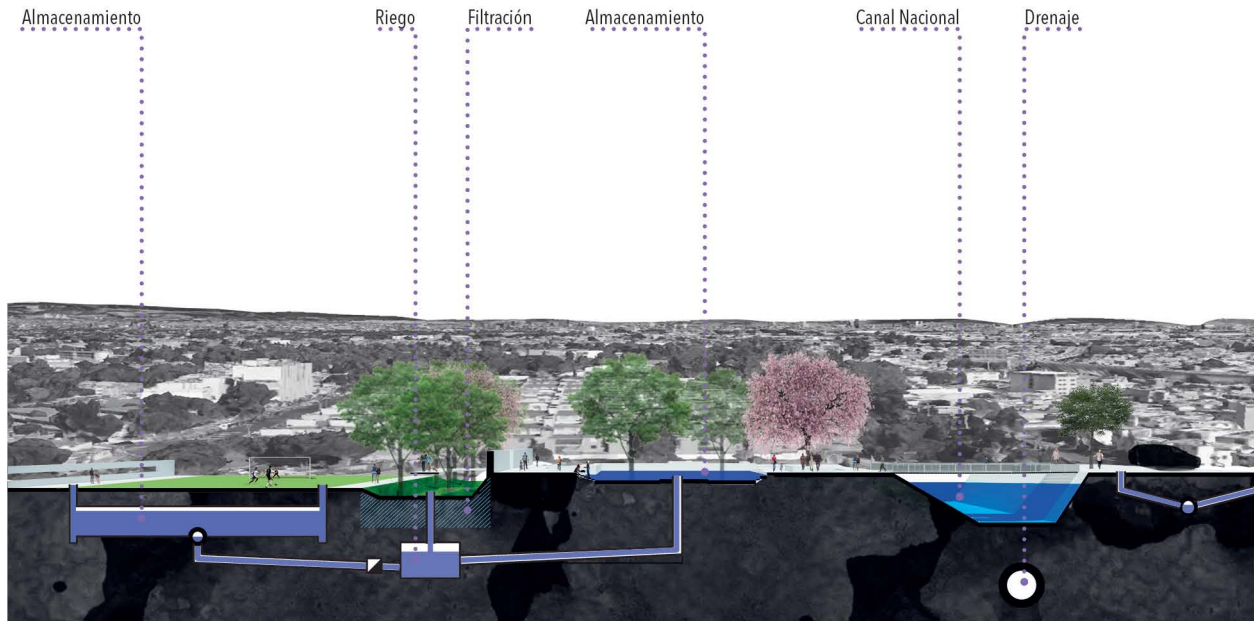 Almacenamiento
Riego
Filtración
Almacenamiento
Canal Nacional
Drenaje